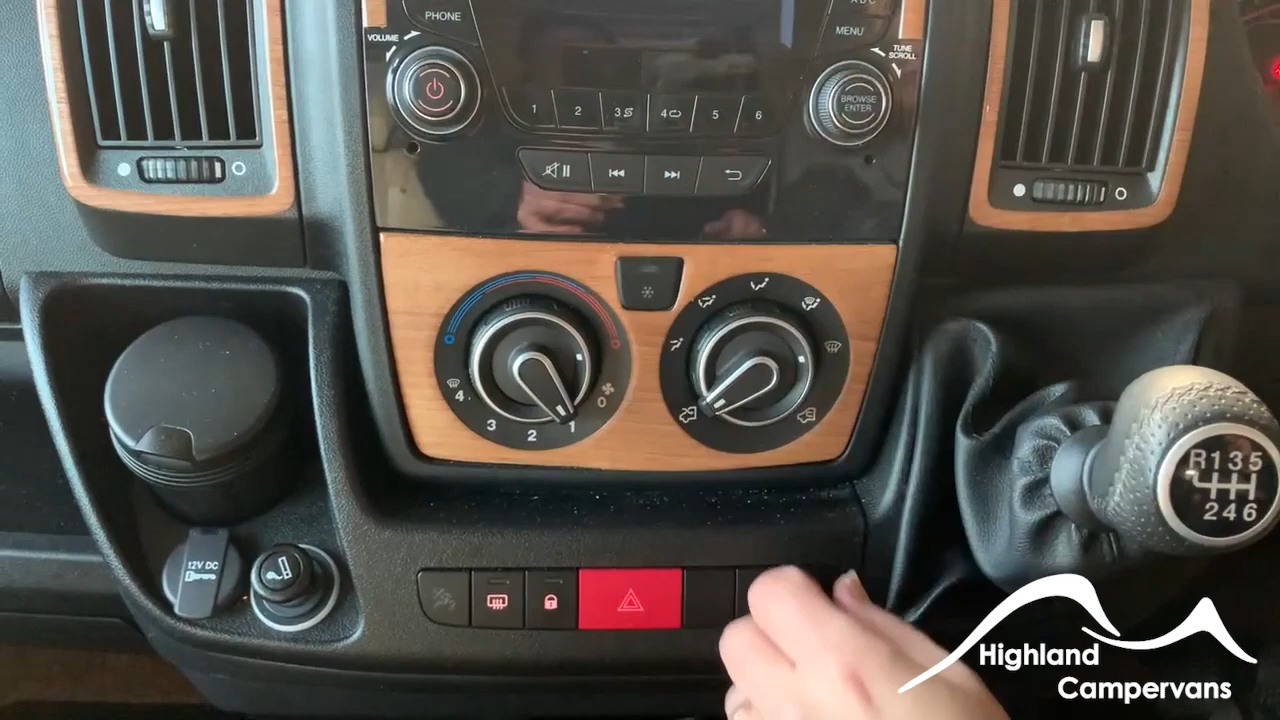 PHONE
ABC
MENU
VOLUME
TUNE
SCROLL
BROWSE
ENTER
1 2 3 4 5 6
4 3 2 1 0
12V DC
R 1 3 5
2 4 6
Highland
Campervans